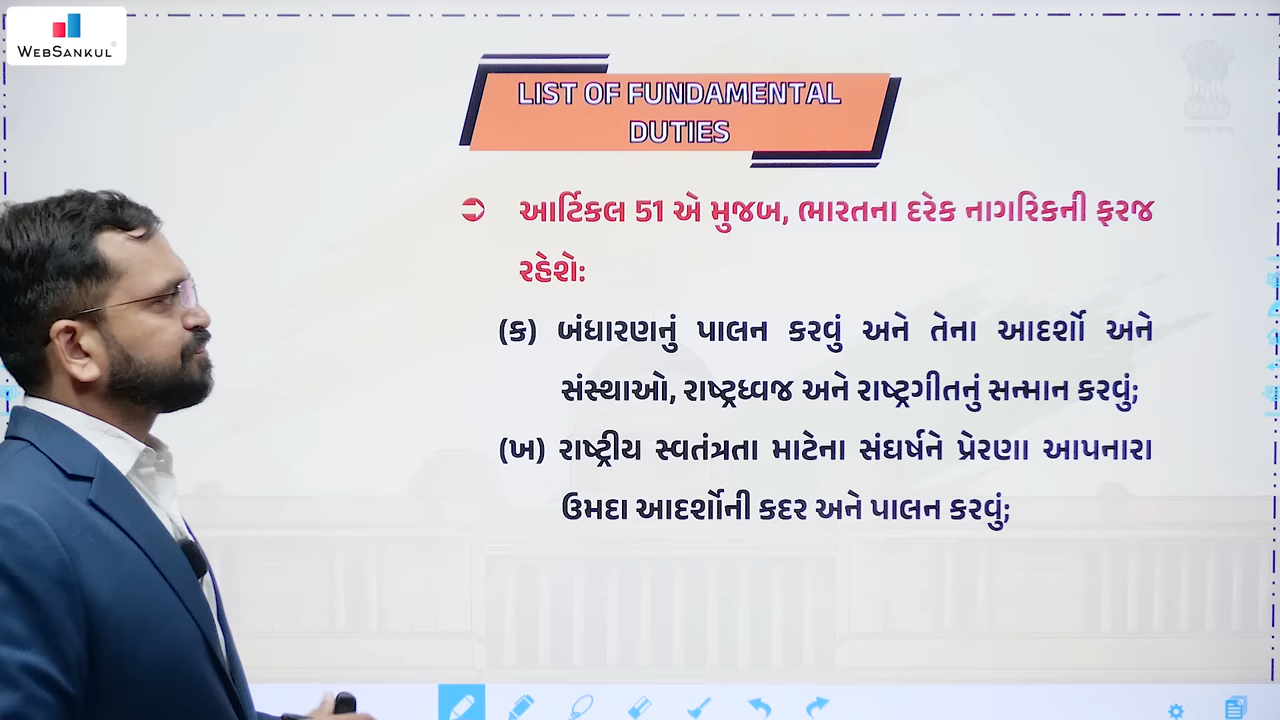 WEBSANKUL
LIST OF FUNDAMENTAL
DUTIES
આર્ટિકલ 51 એ મુજબ, ભારતના દરેક નાગરિકની ફરજ
રહેશે:
(ક) બંધારણનું પાલન કરવું અને તેના આદર્શો અને
સંસ્થાઓ, રાષ્ટ્રધ્વજ અને રાષ્ટ્રગીતનું સન્માન કરવું;
(ખ) રાષ્ટ્રીય સ્વતંત્રતા માટેના સંઘર્ષને પ્રેરણા આપનારા
ઉમદા આદર્શોની કદર અને પાલન કરવું;